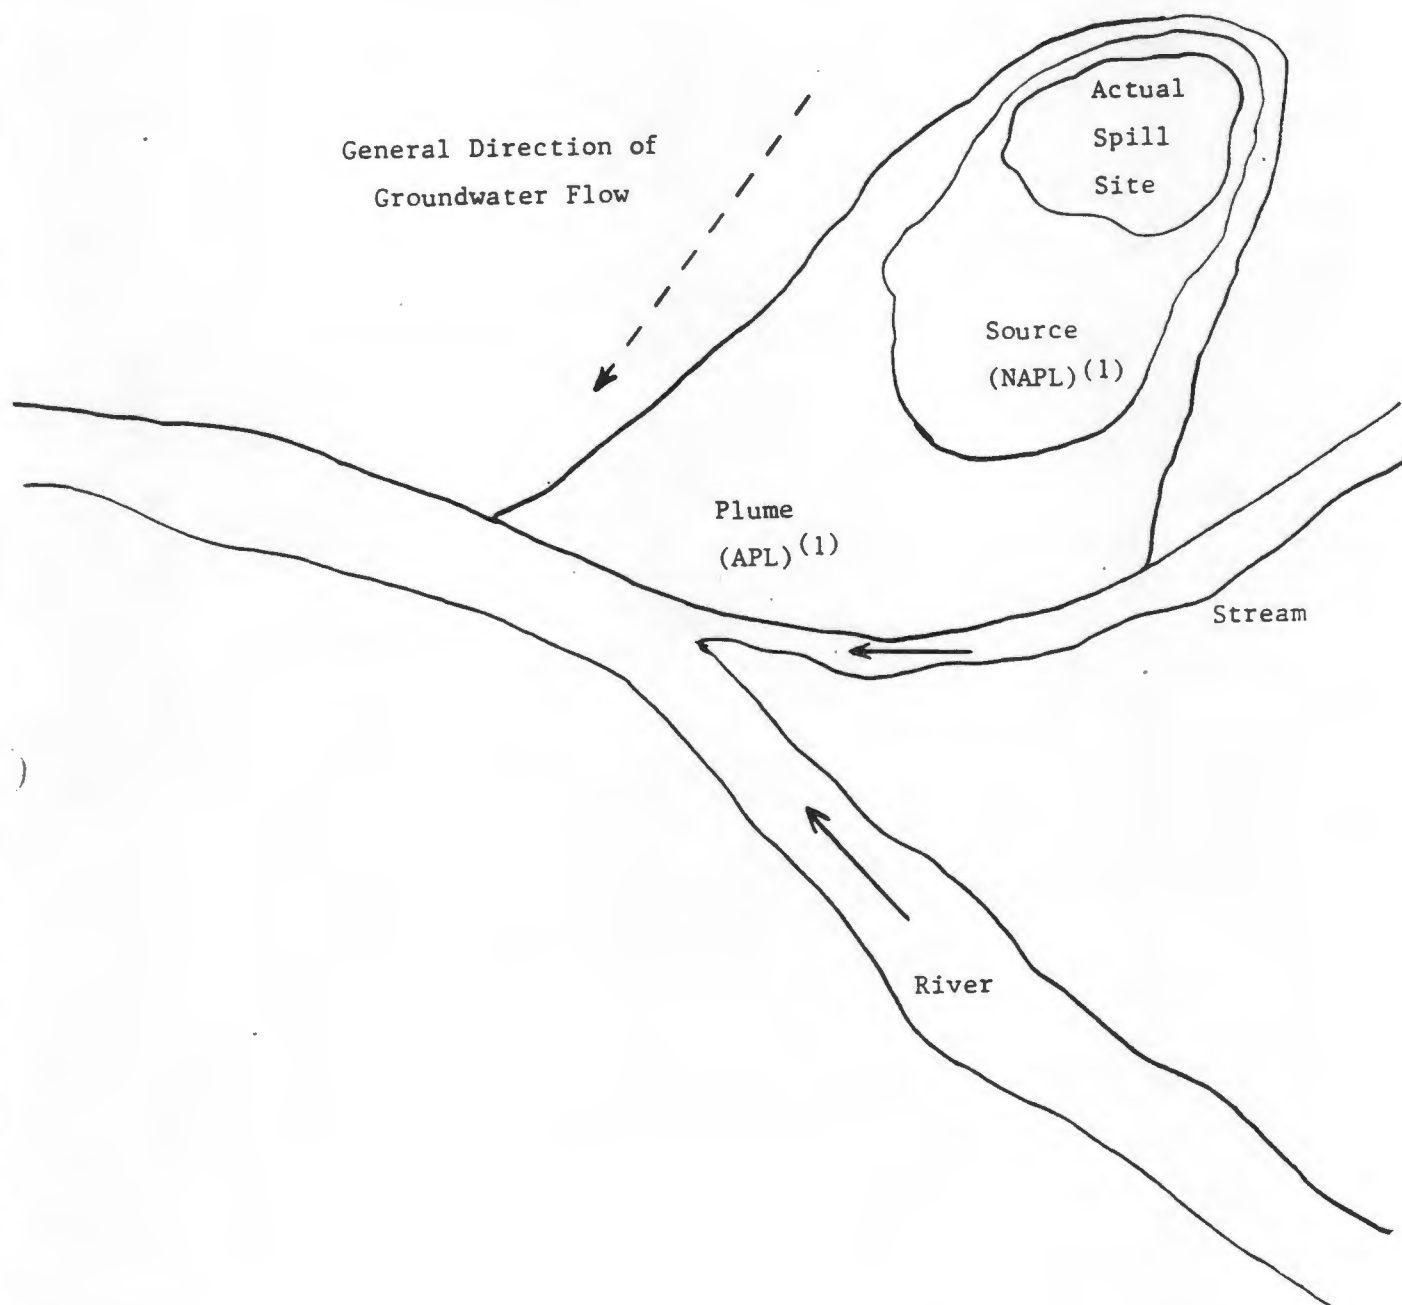 General Direction of
Groundwater Flow
Actual
Spill
Site
Source
(NAPL)(1)
Plume
(APL)(1)
Stream
River
)